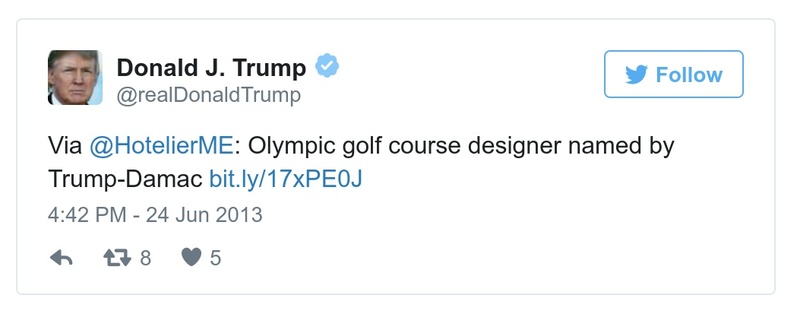 Donald J. Trump
@realDonaldTrump
Follow
Via @HotelierME: Olympic golf course designer named by
Trump-Damac bit.ly/17xPE0J
4:42 PM - 24 Jun 2013
8 5